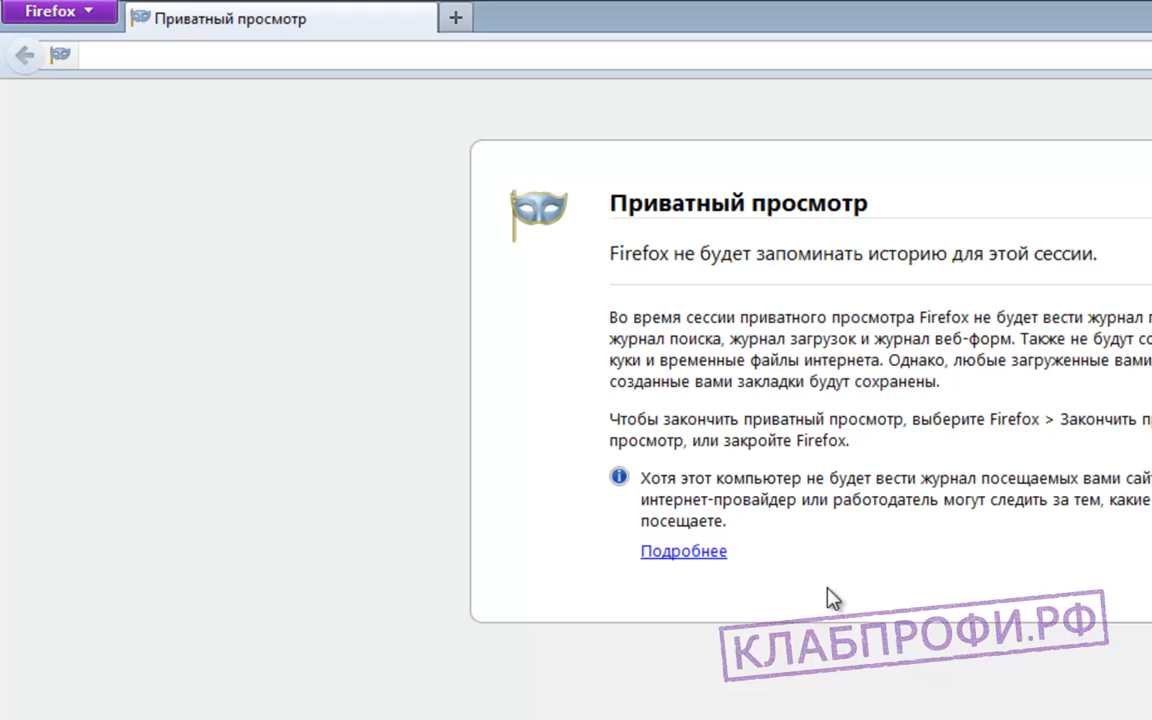 Firefox
Приватный просмотр
Приватный просмотр
Firefox не будет запоминать историю для этой сессии.
Во время сессии приватного просмотра Firefox не будет вести журнал
журнал поиска, журнал загрузок и журнал веб-форм. Также не будут
куки и временные файлы интернета. Однако, любые загруженные вами
созданные вами закладки будут сохранены.
Чтобы закончить приватный просмотр, выберите Firefox > Закончить
просмотр, или закройте Firefox.
Хотя этот компьютер не будет вести журнал посещаемых вами
интернет-провайдер или работодатель могут следить за тем, какие
посещаете.
Подробнее
КЛАБПРОФИ.РФ